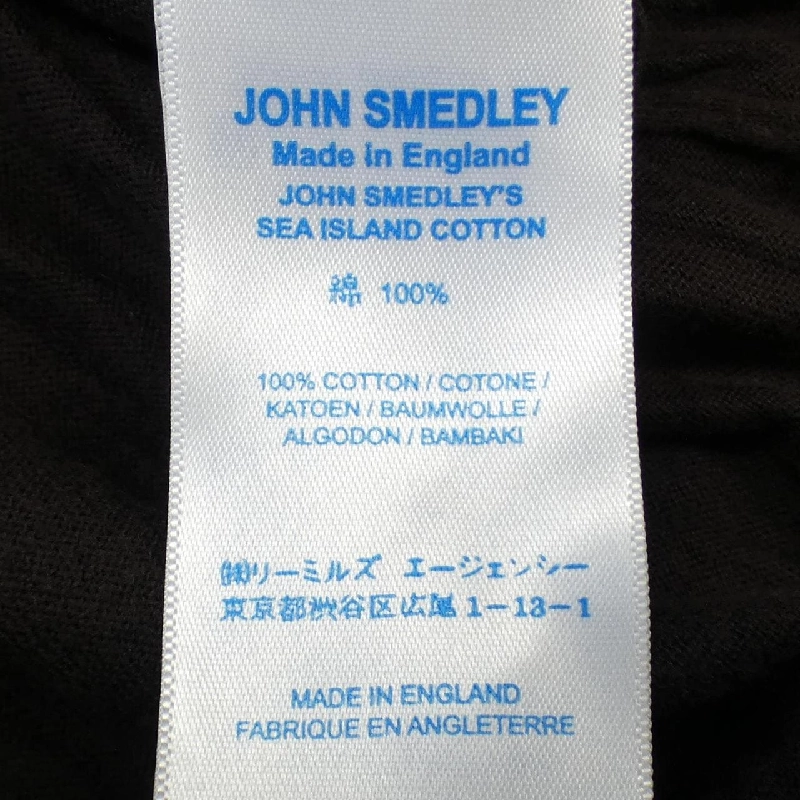 JOHN SMEDLEY
Made in England
JOHN SMEDLEY'S
SEA ISLAND COTTON
綿 100%
100% COTTON / COTONE /
KATOEN / BAUMWOLLE /
ALGODON / BAMBAKI
㈱リーミルズ エージェンシー
東京都渋谷区広尾1-13-1
MADE IN ENGLAND
FABRIQUE EN ANGLETERRE